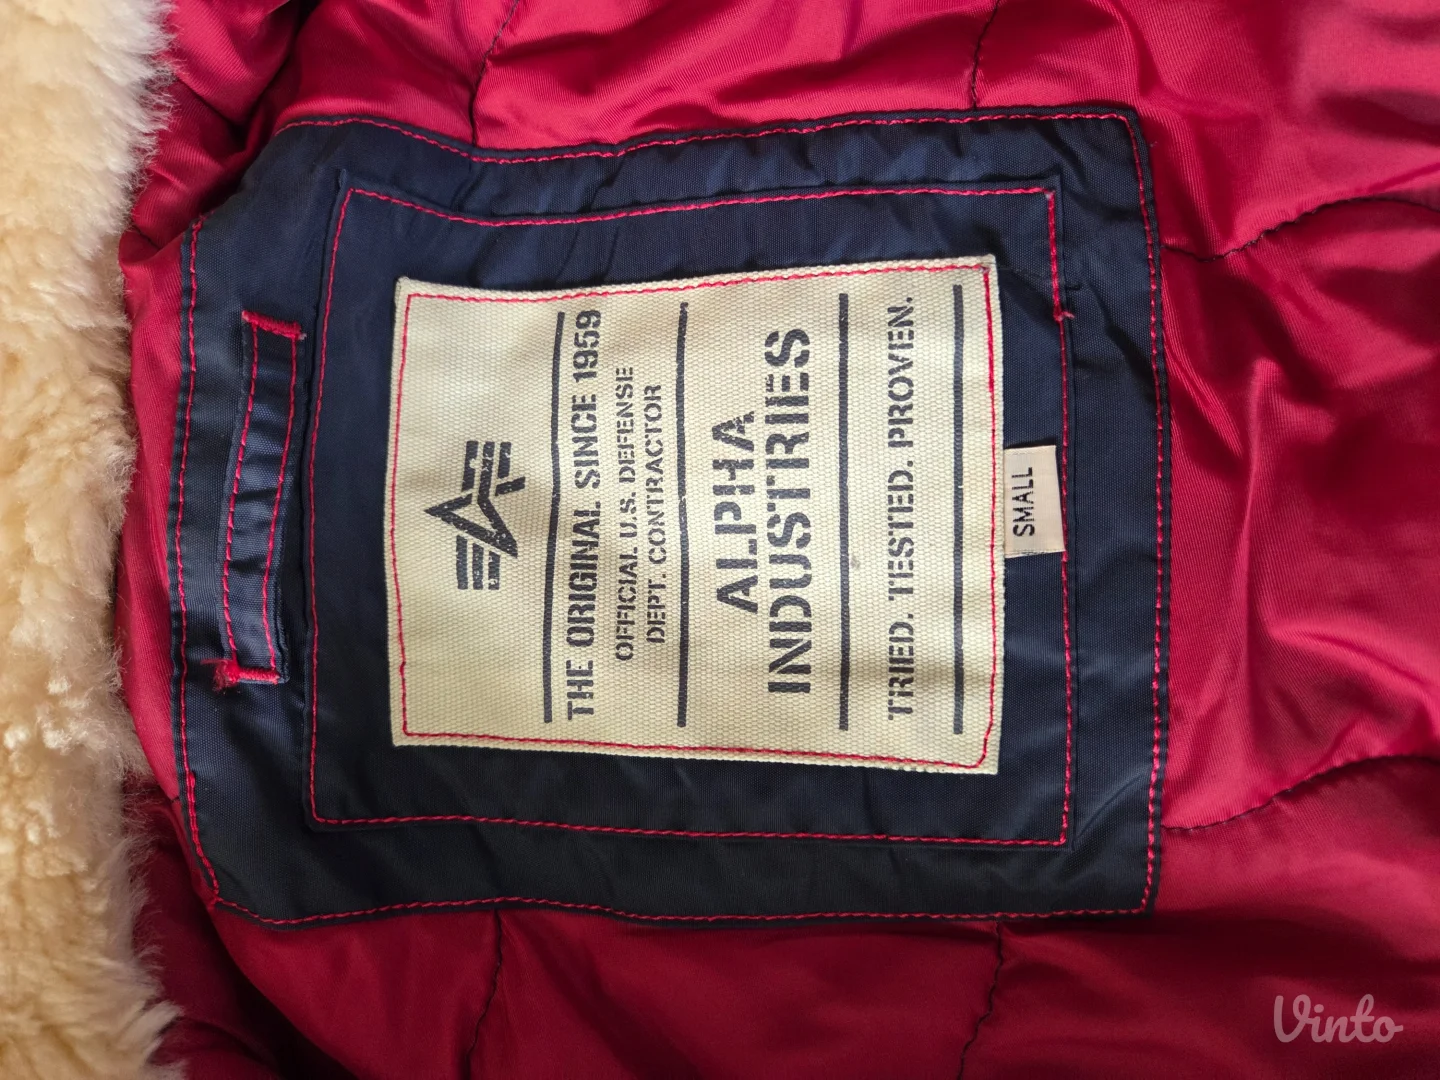 THE ORIGINAL SINCE 1959
OFFICIAL U.S. DEFENSE
DEPT. CONTRACTOR
ALPHA
INDUSTRIES
TRIED. TESTED. PROVEN.
SMALL
Vinto